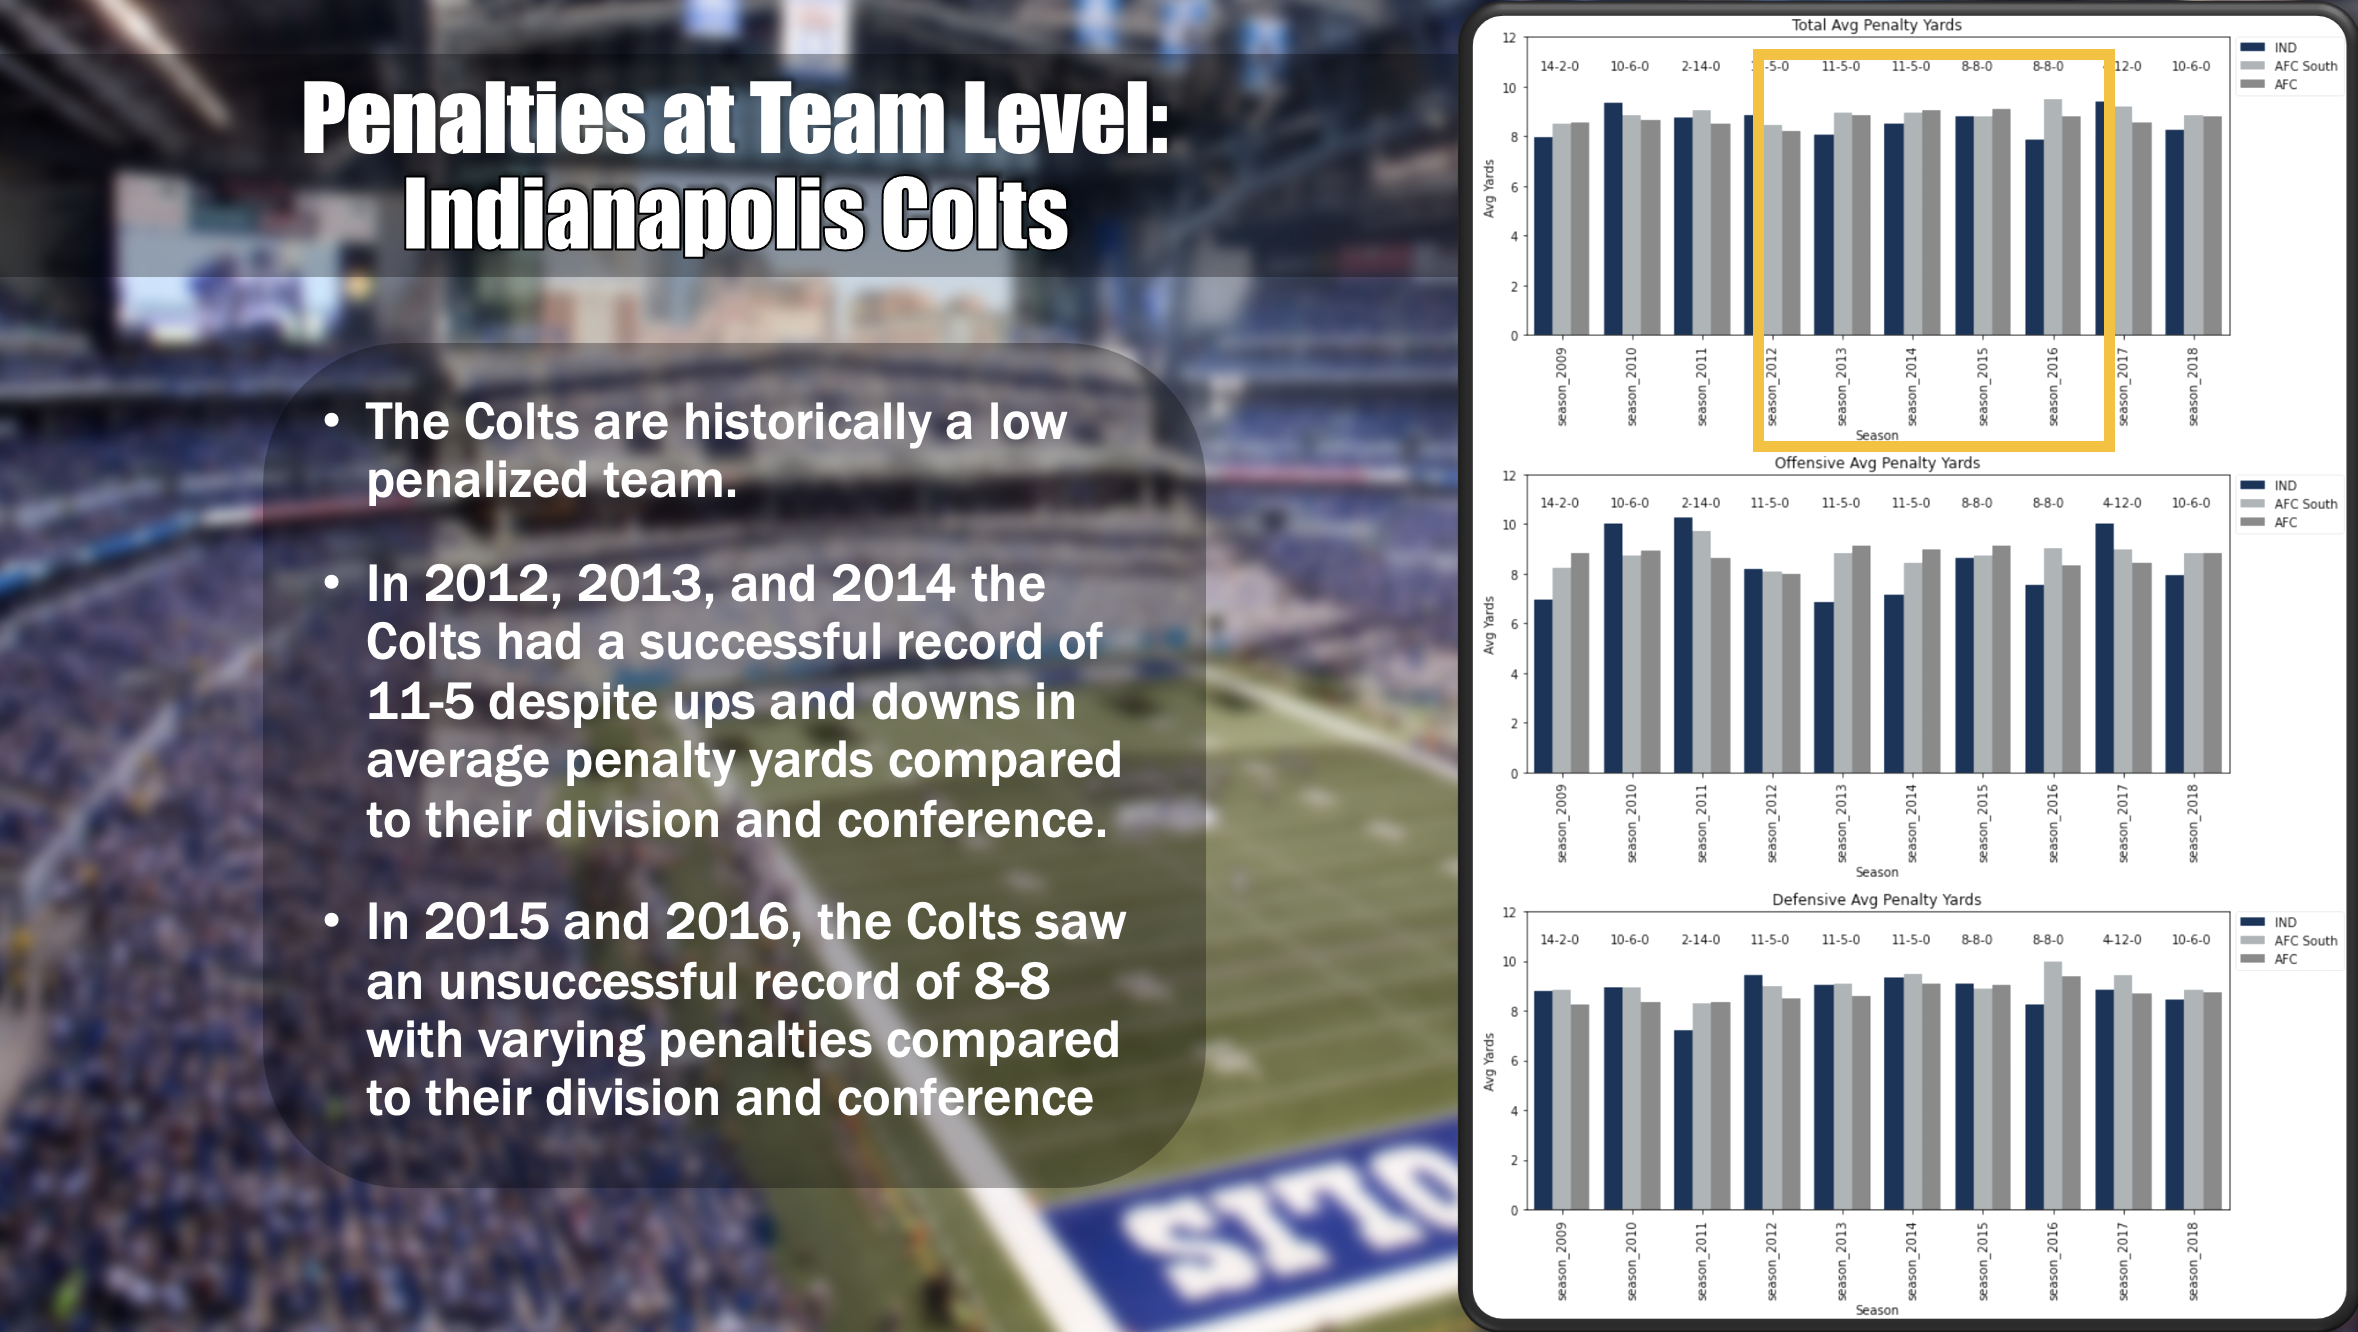 Penalties at Team Level:
Indianapolis Colts
• The Colts are historically a low
penalized team.
• In 2012, 2013, and 2014 the
Colts had a successful record of
11-5 despite ups and downs in
average penalty yards compared
to their division and conference.
• In 2015 and 2016, the Colts saw
an unsuccessful record of 8-8
with varying penalties compared
to their division and conference
Total Avg Penalty Yards
12
10
8
6
4
2
0
Avg Yards
14-2-0 10-6-0 2-14-0 -5-0 11-5-0 11-5-0 8-8-0 8-8-0 12-0 10-6-0
IND
AFC South
AFC
season_2009 season_2010 season_2011 season_2012 season_2013 season_2014 season_2015 season_2016 season_2017 season_2018
Season
Offensive Avg Penalty Yards
12
10
8
6
4
2
0
Avg Yards
14-2-0 10-6-0 2-14-0 11-5-0 11-5-0 11-5-0 8-8-0 8-8-0 4-12-0 10-6-0
IND
AFC South
AFC
season_2009 season_2010 season_2011 season_2012 season_2013 season_2014 season_2015 season_2016 season_2017 season_2018
Season
Defensive Avg Penalty Yards
12
10
8
6
4
2
0
Avg Yards
14-2-0 10-6-0 2-14-0 11-5-0 11-5-0 11-5-0 8-8-0 8-8-0 4-12-0 10-6-0
IND
AFC South
AFC
season_2009 season_2010 season_2011 season_2012 season_2013 season_2014 season_2015 season_2016 season_2017 season_2018
Season